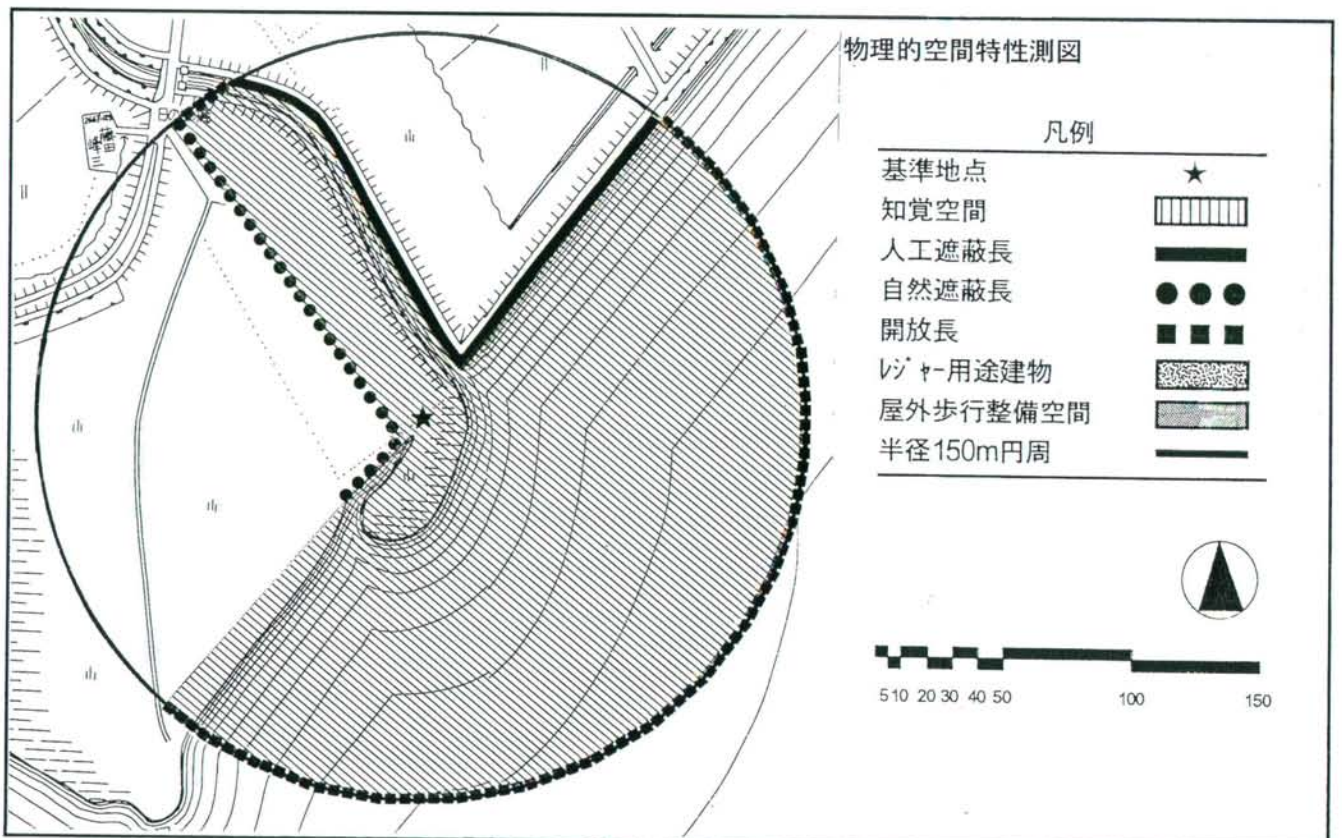 物理的空間特性測図
凡例
基準地点
知覚空間
人工遮蔽長
自然遮蔽長
開放長
ﾚｼﾞｬｰ用途建物
屋外歩行整備空間
半径150m円周
5 10 20 30 40 50 100 150